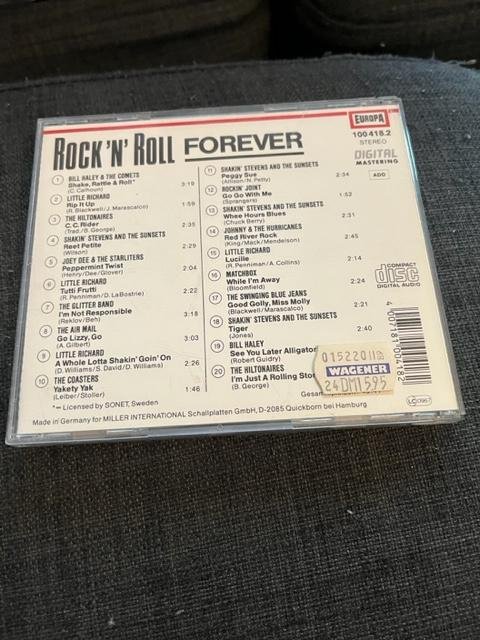 EUROPA
100 418.2
STEREO
DIGITAL
MASTERING
ADD
ROCK 'N' ROLL FOREVER
1 BILL HALEY & THE COMETS
Shake, Rattle & Roll* 3:19
(C. Calhoun)
2 LITTLE RICHARD
Rip It Up 1:59
(R. Blackwell/J. Marascalco)
3 THE HILTONAIRES
C. C. Rider 2:35
(Trad./B. George)
4 SHAKIN' STEVENS AND THE SUNSETS
Reet Petite 2:29
(Wilson)
5 JOEY DEE & THE STARLITERS
Peppermint Twist 2:04
(Henry/Dee/Glover)
6 LITTLE RICHARD
Tutti Frutti 2:22
(R. Penniman/D. LaBostrie)
7 THE GLITTER BAND
I'm Not Responsible 3:18
(Reklov/Beh)
8 THE AIR MAIL
Go Lizzy, Go 3:03
(A. Gilbert)
9 LITTLE RICHARD
A Whole Lotta Shakin' Goin' On 2:26
(D. Williams/S. David/D. Williams)
10 THE COASTERS
Yakety Yak 1:46
(Leiber/Stoller)
*= Licensed by SONET, Sweden
11 SHAKIN' STEVENS AND THE SUNSETS
Peggy Sue 2:34
(Allison/N. Petty)
12 ROCKIN' JOINT
Go Go With Me 1:52
(Sprangers)
13 SHAKIN' STEVENS AND THE SUNSETS
Whee Hours Blues 2:31
(Chuck Berry)
14 JOHNNY & THE HURRICANES
Red River Rock 2:45
(King/Mack/Mendelson)
15 LITTLE RICHARD
Lucille 2:14
(R. Penniman/A. Collins)
16 MATCHBOX
While I'm Away 2:24
(Bloomfield)
17 THE SWINGING BLUE JEANS
Good Golly, Miss Molly 2:21
(Blackwell/Marascalco)
18 SHAKIN' STEVENS AND THE SUNSETS
Tiger 2:40
(Jones)
19 BILL HALEY
See You Later Alligator
(Robert Guidry)
20 THE HILTONAIRES
I'm Just A Rolling
(B. George)
COMPACT
disc
DIGITAL AUDIO
4 007181 004182
01522011
WAGENER
24DM1595
LC 0967
Made in Germany for MILLER INTERNATIONAL Schallplatten GmbH, D-2085 Quickborn bei Hamburg